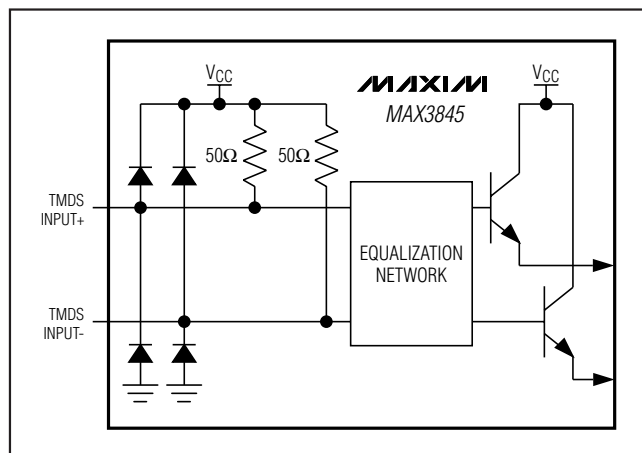 VCC
MAXIM
VCC
MAX3845
50Ω
50Ω
TMDS
INPUT+
EQUALIZATION
NETWORK
TMDS
INPUT-